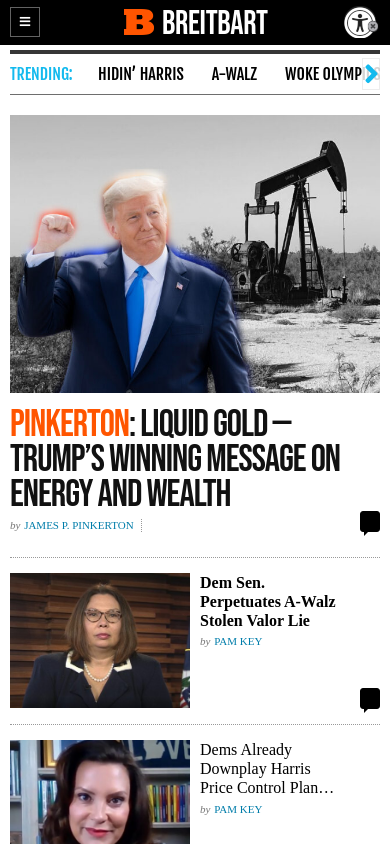 BREITBART
TRENDING: HIDIN' HARRIS A-WALZ WOKE OLYMP
PINKERTON: LIQUID GOLD —
TRUMP'S WINNING MESSAGE ON
ENERGY AND WEALTH
by JAMES P. PINKERTON
Dem Sen.
Perpetuates A-Walz
Stolen Valor Lie
by PAM KEY
Dems Already
Downplay Harris
Price Control Plan…
by PAM KEY